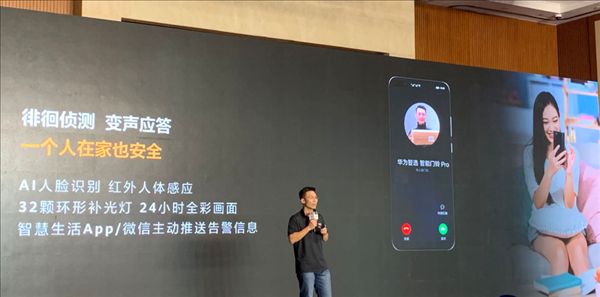 徘徊侦测 变声应答
一个人在家也安全
AI人脸识别 红外人体感应
32颗环形补光灯 24小时全彩画面
智慧生活App/微信主动推送告警信息
华为智选 智能门铃 Pro